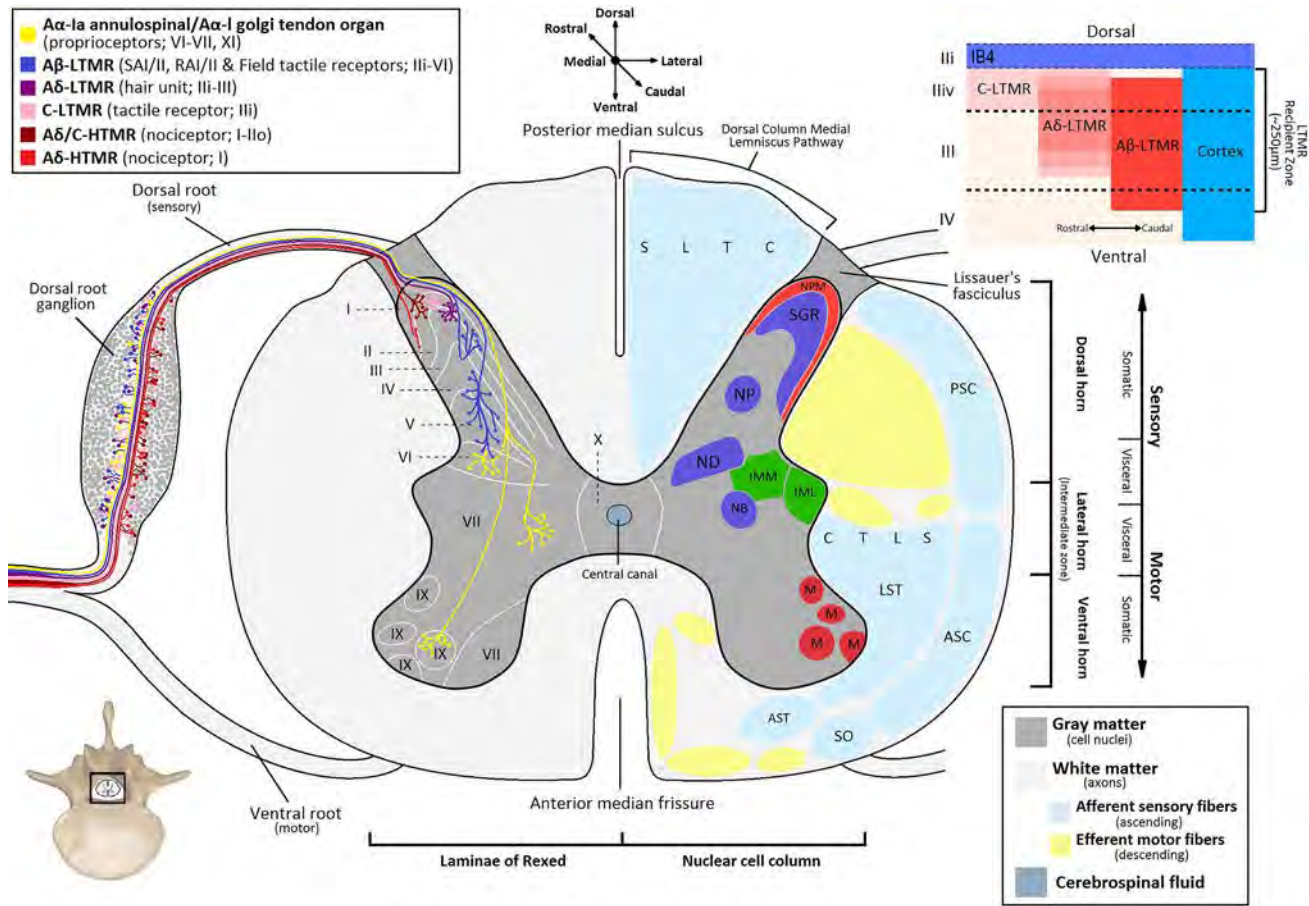 Aα-Ia annulospinal/Aα-I golgi tendon organ
(proprioceptors; VI-VII, XI)
Aβ-LTMR (SAI/II, RAI/II & Field tactile receptors; IIi-VI)
Aδ-LTMR (hair unit; IIi-III)
C-LTMR (tactile receptor; IIi)
Aδ/C-HTMR (nociceptor; I-IIo)
Aδ-HTMR (nociceptor; I)
Dorsal
Rostral
Medial
Lateral
Caudal
Ventral
Posterior median sulcus
Dorsal Column Medial
Lemniscus Pathway
Dorsal
IIi
IB4
IIiv
C-LTMR
Aδ-LTMR
III
Aβ-LTMR
Cortex
IV
Rostral
Caudal
Ventral
LTMR
Recipient Zone
(~250μm)
Dorsal root
(sensory)
Dorsal root
ganglion
S L T C
Lissauer's
fasciculus
I
II
III
IV
V
VI
VII
X
IX
IX
IX
IX
VII
Central canal
NPM
SGR
NP
ND
IMM
IML
NB
PSC
C T L S
LST
ASC
M
M
M
M
AST
SO
Dorsal horn
Lateral horn
(Intermediate zone)
Ventral horn
Somatic
Visceral
Visceral
Somatic
Sensory
Motor
Ventral root
(motor)
Anterior median frissure
Laminae of Rexed
Nuclear cell column
Gray matter
(cell nuclei)
White matter
(axons)
Afferent sensory fibers
(ascending)
Efferent motor fibers
(descending)
Cerebrospinal fluid